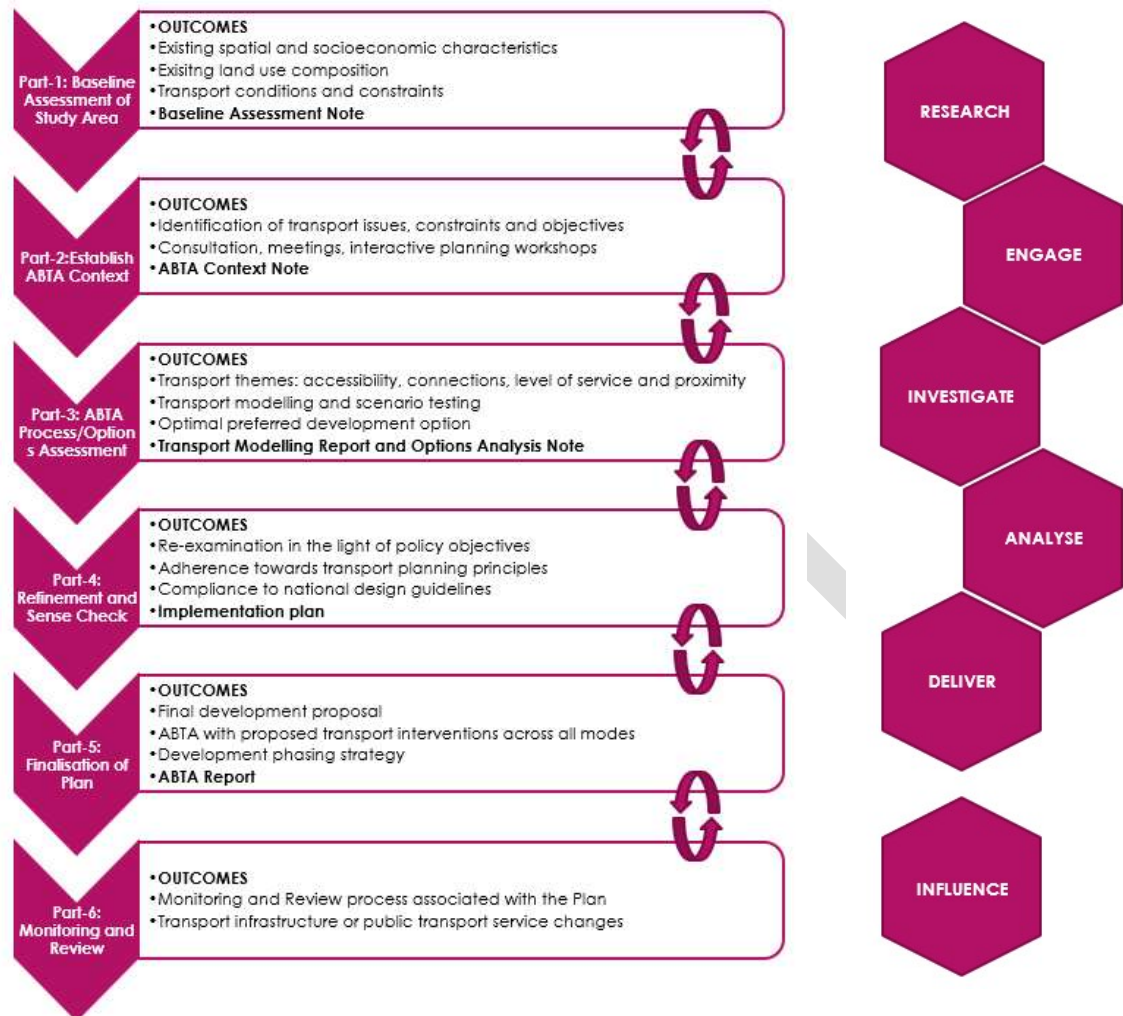 Part-1: Baseline
Assessment of
Study Area
•OUTCOMES
•Existing spatial and socioeconomic characteristics
•Exisitng land use composition
•Transport conditions and constraints
•Baseline Assessment Note
RESEARCH
Part-2:Establish
ABTA Context
•OUTCOMES
•Identification of transport issues, constraints and objectives
•Consultation, meetings, interactive planning workshops
•ABTA Context Note
ENGAGE
Part-3: ABTA
Process/Option
s Assessment
•OUTCOMES
•Transport themes: accessibility, connections, level of service and proximity
•Transport modelling and scenario testing
•Optimal preferred development option
•Transport Modelling Report and Options Analysis Note
INVESTIGATE
Part-4:
Refinement and
Sense Check
•OUTCOMES
•Re-examination in the light of policy objectives
•Adherence towards transport planning principles
•Compliance to national design guidelines
•Implementation plan
ANALYSE
Part-5:
Finalisation of
Plan
•OUTCOMES
•Final development proposal
•ABTA with proposed transport interventions across all modes
•Development phasing strategy
•ABTA Report
DELIVER
Part-6:
Monitoring and
Review
•OUTCOMES
•Monitoring and Review process associated with the Plan
•Transport infrastructure or public transport service changes
INFLUENCE